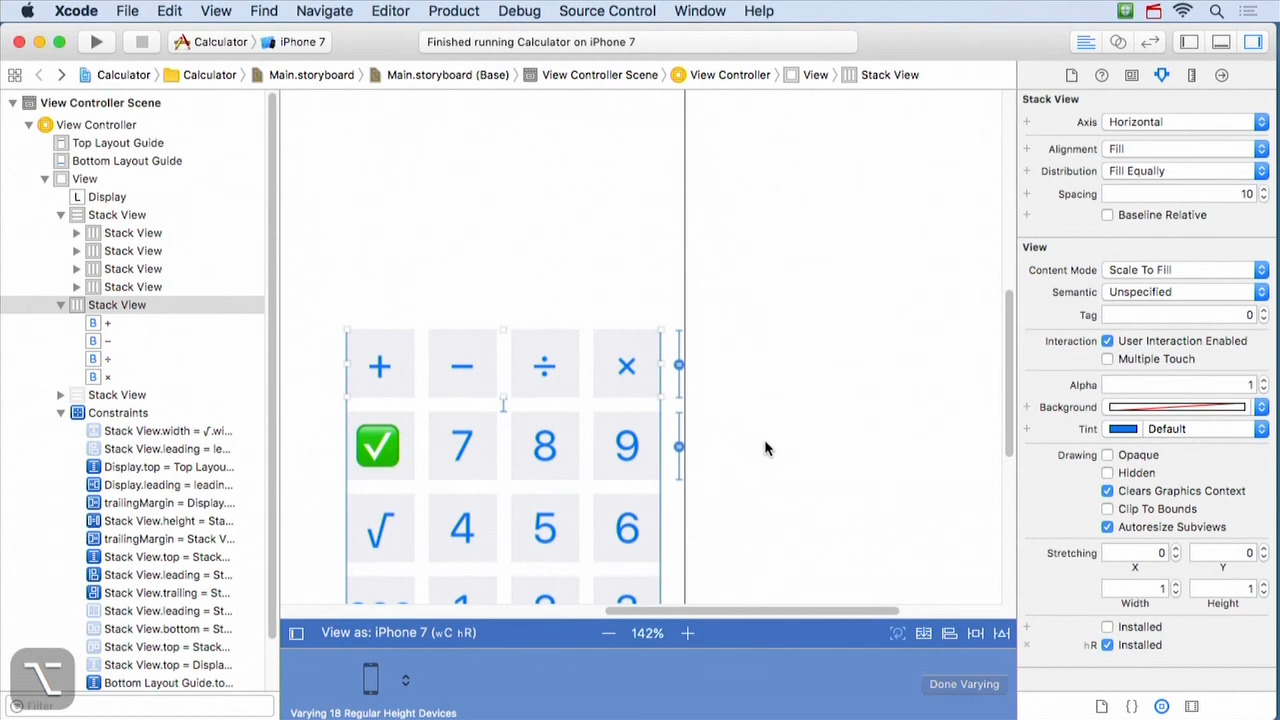 Xcode File Edit View Find Navigate Editor Product Debug Source Control Window Help
Calculator iPhone 7
Finished running Calculator on iPhone 7
Calculator Calculator Main.storyboard Main.storyboard (Base) View Controller Scene View Controller View Stack View
View Controller Scene
View Controller
Top Layout Guide
Bottom Layout Guide
View
L Display
Stack View
Stack View
Stack View
Stack View
Stack View
Stack View
B +
B −
B ÷
B ×
Stack View
Constraints
Stack View.width = √.wi...
Stack View.leading = le...
Display.top = Top Layou...
Display.leading = leadin...
trailingMargin = Display....
Stack View.height = Sta...
trailingMargin = Stack V...
Stack View.top = Stack...
Stack View.leading = St...
Stack View.trailing = St...
Stack View.leading = St...
Stack View.bottom = St...
Stack View.top = Stack...
Stack View.top = Displa...
Bottom Layout Guide.to...
Filter
+ − ÷ ×
✅ 7 8 9
√ 4 5 6
View as: iPhone 7 (wC hR)
142%
Varying 18 Regular Height Devices
Done Varying
Stack View
Axis Horizontal
Alignment Fill
Distribution Fill Equally
Spacing 10
Baseline Relative
View
Content Mode Scale To Fill
Semantic Unspecified
Tag 0
Interaction User Interaction Enabled
Multiple Touch
Alpha 1
Background
Tint Default
Drawing Opaque
Hidden
Clears Graphics Context
Clip To Bounds
Autoresize Subviews
Stretching 0 0
X Y
1 1
Width Height
Installed
hR Installed